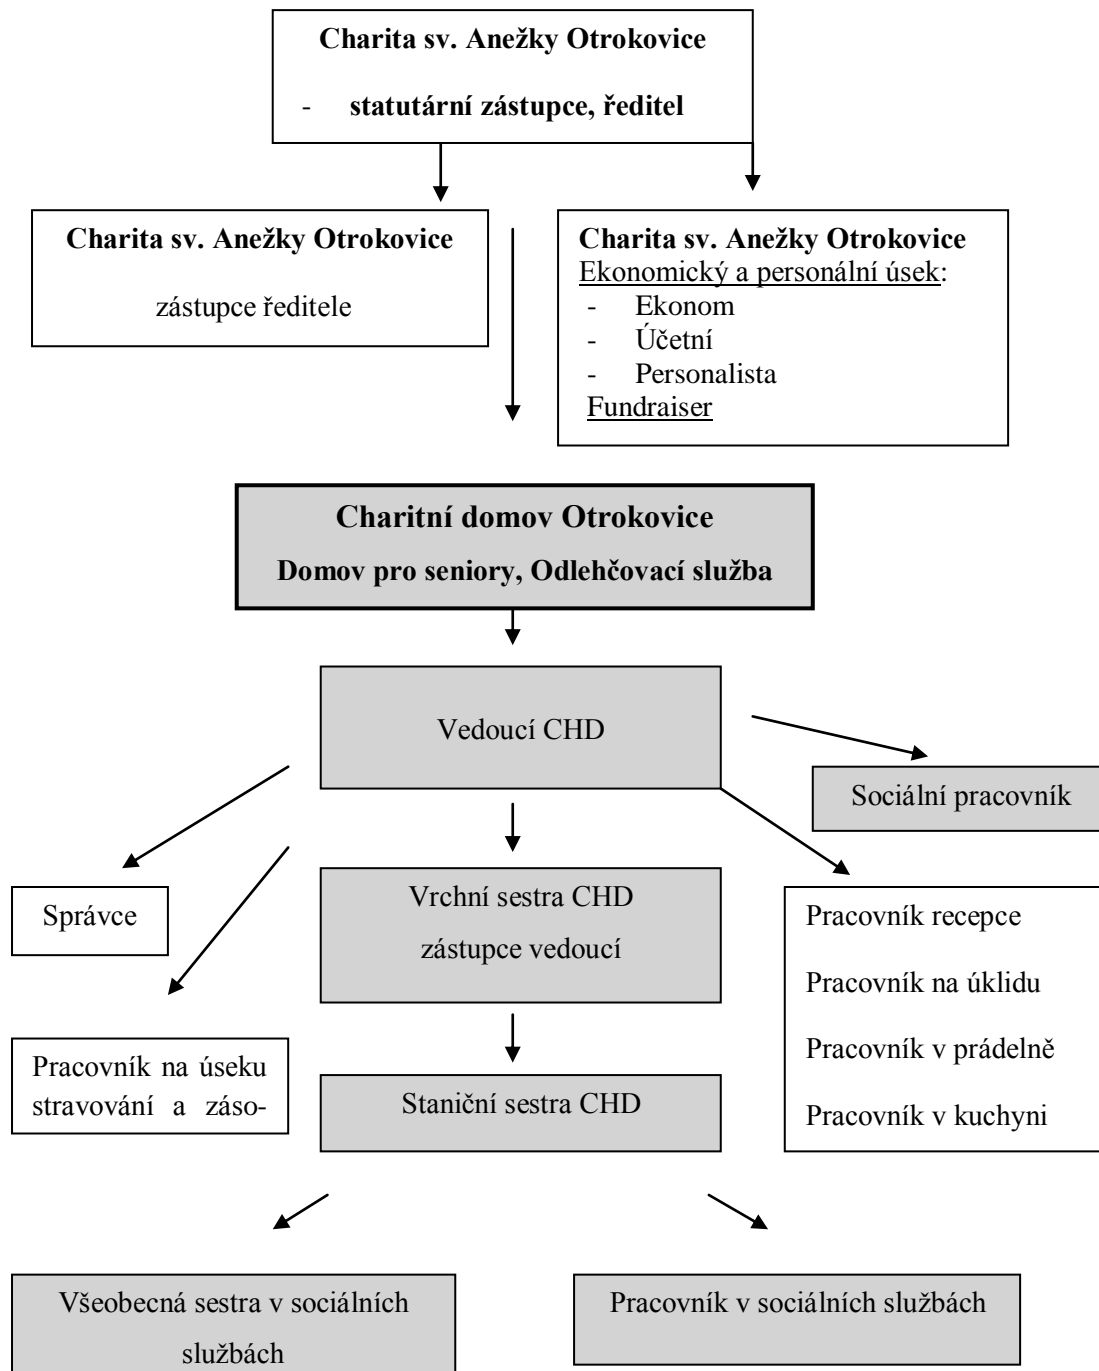 Charita sv. Anežky Otrokovice
- statutární zástupce, ředitel
Charita sv. Anežky Otrokovice
zástupce ředitele
Charita sv. Anežky Otrokovice
Ekonomický a personální úsek:
- Ekonom
- Účetní
- Personalista
Fundraiser
Charitní domov Otrokovice
Domov pro seniory, Odlehčovací služba
Vedoucí CHD
Sociální pracovník
Správce
Vrchní sestra CHD
zástupce vedoucí
Pracovník recepce
Pracovník na úklidu
Pracovník v prádelně
Pracovník v kuchyni
Pracovník na úseku
stravování a záso-
Staniční sestra CHD
Všeobecná sestra v sociálních
službách
Pracovník v sociálních službách